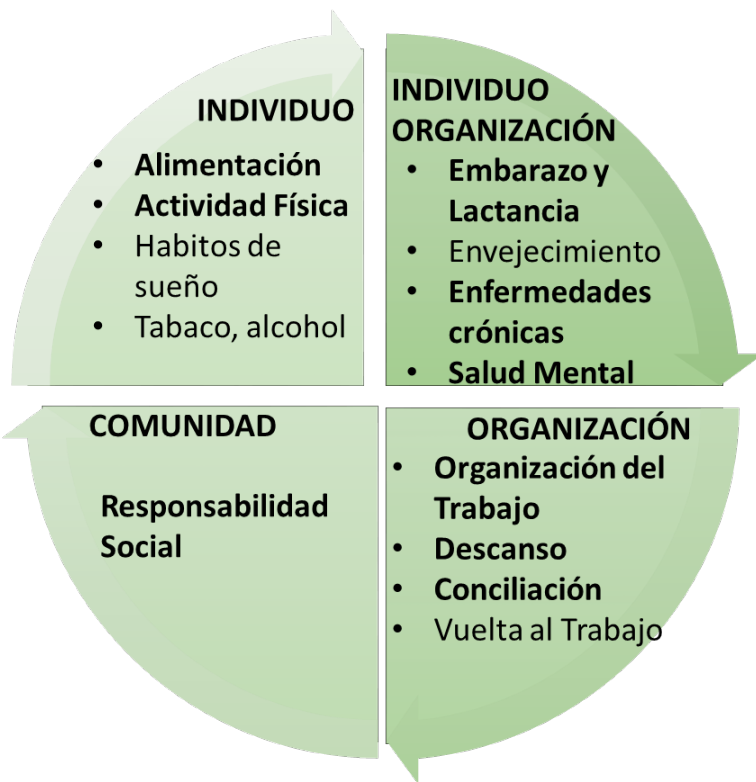 INDIVIDUO
• Alimentación
• Actividad Física
• Habitos de
sueño
• Tabaco, alcohol
INDIVIDUO
ORGANIZACIÓN
• Embarazo y
Lactancia
• Envejecimiento
• Enfermedades
crónicas
• Salud Mental
COMUNIDAD
Responsabilidad
Social
ORGANIZACIÓN
• Organización del
Trabajo
• Descanso
• Conciliación
• Vuelta al Trabajo